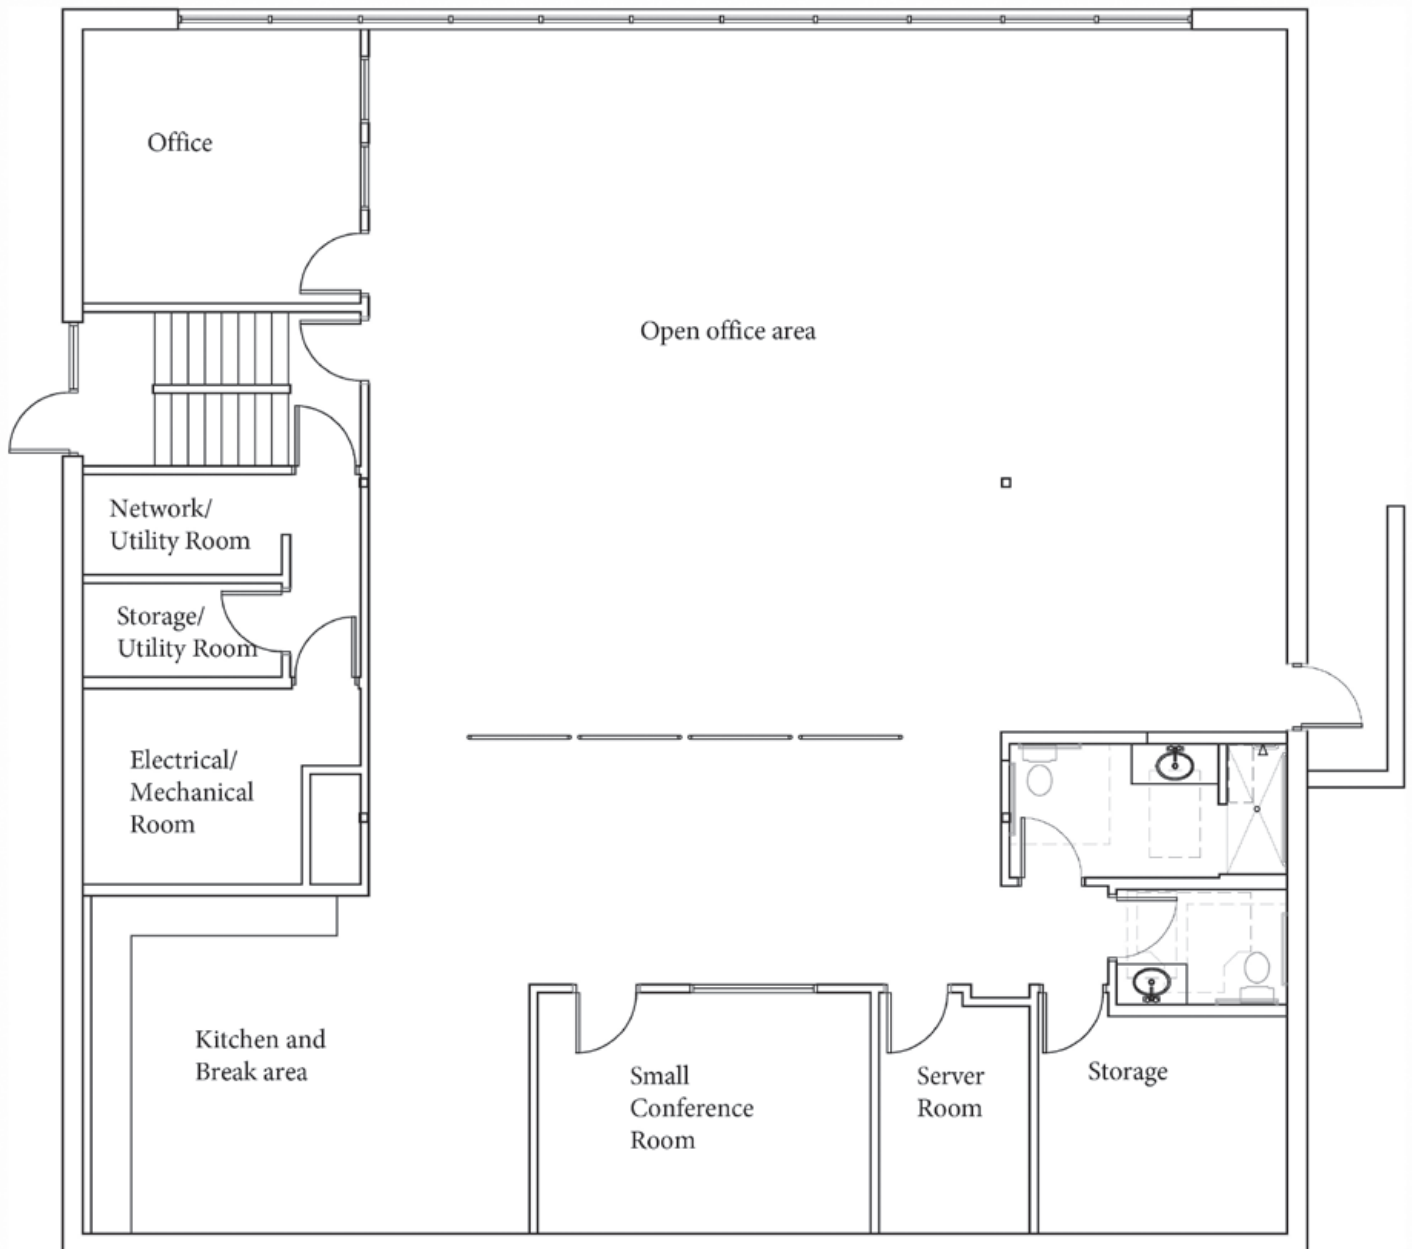 Office
Open office area
Network/
Utility Room
Storage/
Utility Room
Electrical/
Mechanical
Room
Kitchen and
Break area
Small
Conference
Room
Server
Room
Storage